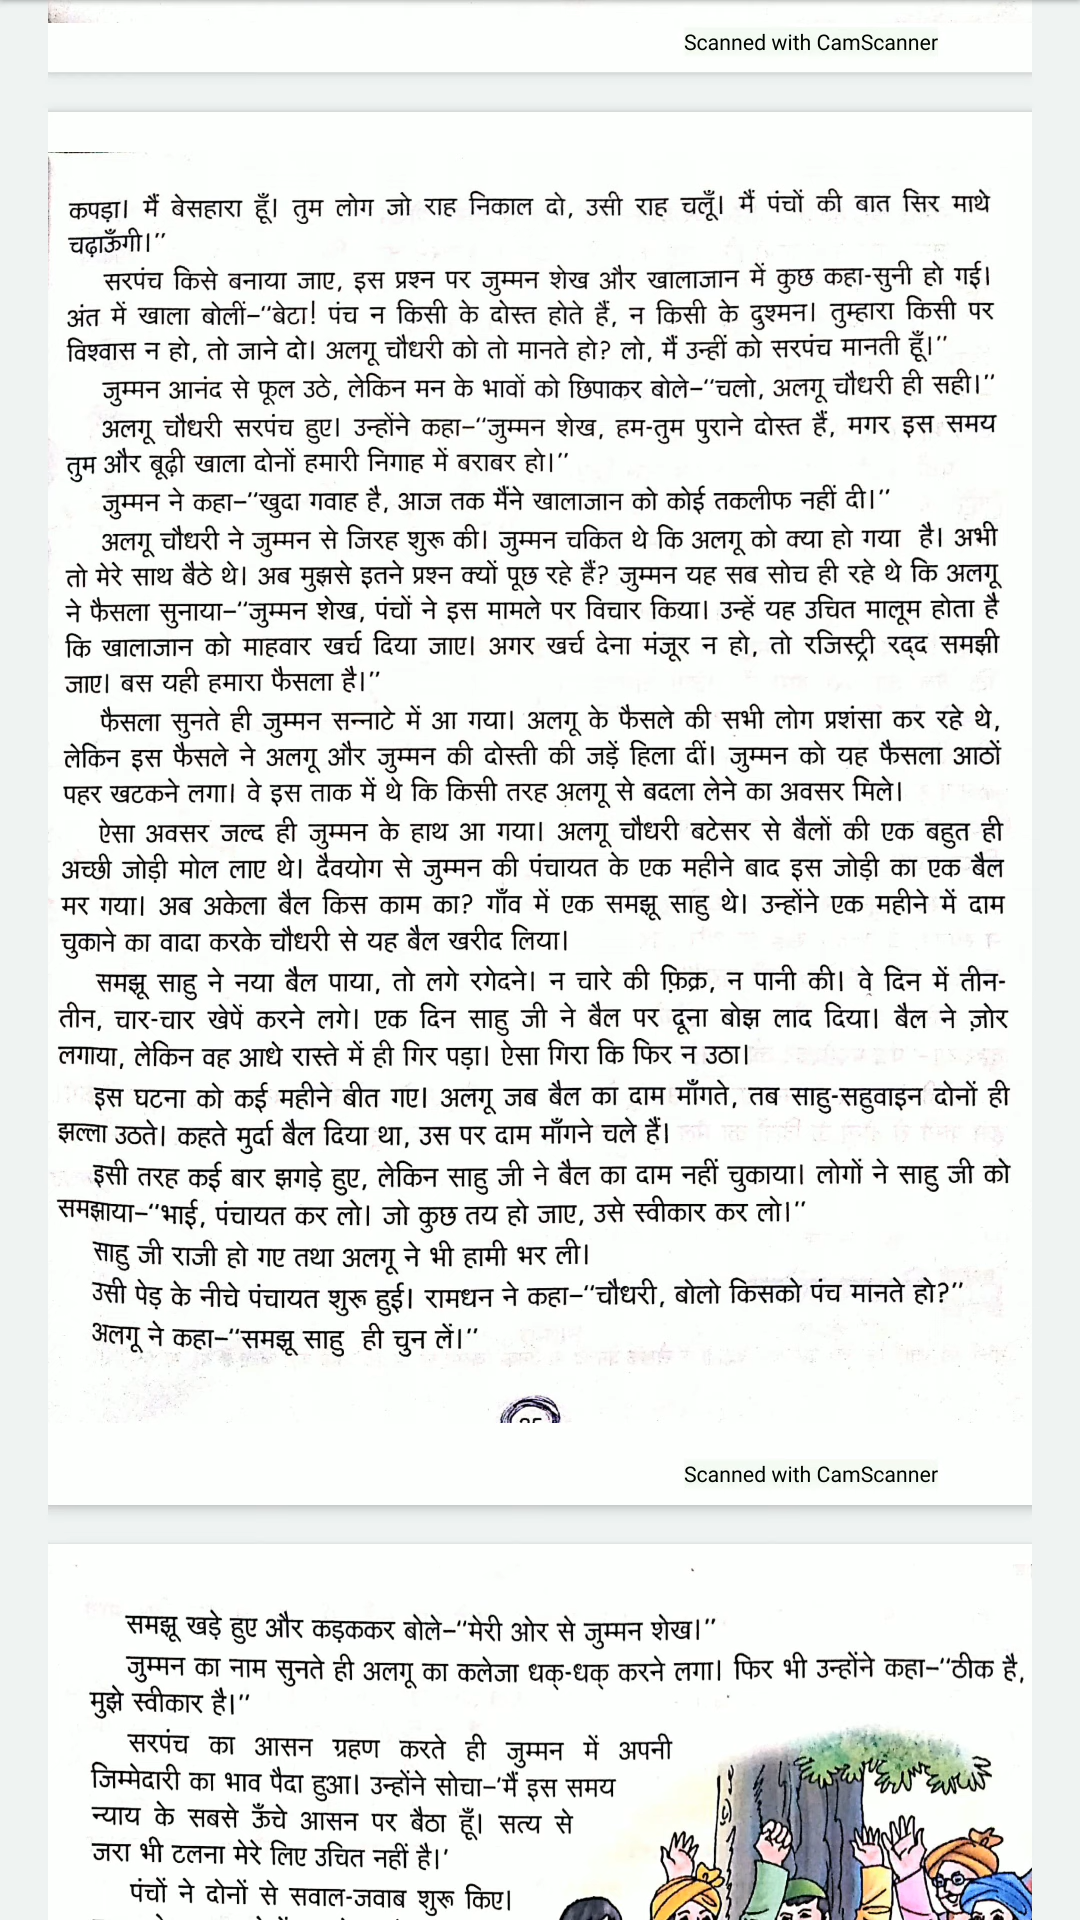 Scanned with CamScanner
कपड़ा। मैं बेसहारा हूँ। तुम लोग जो राह निकाल दो, उसी राह चलूँ। मैं पंचों की बात सिर माथे
चढ़ाऊँगी।”
सरपंच किसे बनाया जाए, इस प्रश्न पर जुम्मन शेख और खालाजान में कुछ कहा-सुनी हो गई।
अंत में खाला बोलीं–“बेटा! पंच न किसी के दोस्त होते हैं, न किसी के दुश्मन। तुम्हारा किसी पर
विश्वास न हो, तो जाने दो। अलगू चौधरी को तो मानते हो? लो, मैं उन्हीं को सरपंच मानती हूँ।”
जुम्मन आनंद से फूल उठे, लेकिन मन के भावों को छिपाकर बोले–“चलो, अलगू चौधरी ही सही।”
अलगू चौधरी सरपंच हुए। उन्होंने कहा–“जुम्मन शेख, हम-तुम पुराने दोस्त हैं, मगर इस समय
तुम और बूढ़ी खाला दोनों हमारी निगाह में बराबर हो।”
जुम्मन ने कहा–“खुदा गवाह है, आज तक मैंने खालाजान को कोई तकलीफ नहीं दी।”
अलगू चौधरी ने जुम्मन से जिरह शुरू की। जुम्मन चकित थे कि अलगू को क्या हो गया है। अभी
तो मेरे साथ बैठे थे। अब मुझसे इतने प्रश्न क्यों पूछ रहे हैं? जुम्मन यह सब सोच ही रहे थे कि अलगू
ने फैसला सुनाया–“जुम्मन शेख, पंचों ने इस मामले पर विचार किया। उन्हें यह उचित मालूम होता है
कि खालाजान को माहवार खर्च दिया जाए। अगर खर्च देना मंजूर न हो, तो रजिस्ट्री रद्द समझी
जाए। बस यही हमारा फैसला है।”
फैसला सुनते ही जुम्मन सन्नाटे में आ गया। अलगू के फैसले की सभी लोग प्रशंसा कर रहे थे,
लेकिन इस फैसले ने अलगू और जुम्मन की दोस्ती की जड़ें हिला दीं। जुम्मन को यह फैसला आठों
पहर खटकने लगा। वे इस ताक में थे कि किसी तरह अलगू से बदला लेने का अवसर मिले।
ऐसा अवसर जल्द ही जुम्मन के हाथ आ गया। अलगू चौधरी बटेसर से बैलों की एक बहुत ही
अच्छी जोड़ी मोल लाए थे। दैवयोग से जुम्मन की पंचायत के एक महीने बाद इस जोड़ी का एक बैल
मर गया। अब अकेला बैल किस काम का? गाँव में एक समझू साहु थे। उन्होंने एक महीने में दाम
चुकाने का वादा करके चौधरी से यह बैल खरीद लिया।
समझू साहु ने नया बैल पाया, तो लगे रगेदने। न चारे की फ़िक्र, न पानी की। वे दिन में तीन-
तीन, चार-चार खेपें करने लगे। एक दिन साहु जी ने बैल पर दूना बोझ लाद दिया। बैल ने ज़ोर
लगाया, लेकिन वह आधे रास्ते में ही गिर पड़ा। ऐसा गिरा कि फिर न उठा।
इस घटना को कई महीने बीत गए। अलगू जब बैल का दाम माँगते, तब साहु-सहुवाइन दोनों ही
झल्ला उठते। कहते मुर्दा बैल दिया था, उस पर दाम माँगने चले हैं।
इसी तरह कई बार झगड़े हुए, लेकिन साहु जी ने बैल का दाम नहीं चुकाया। लोगों ने साहु जी को
समझाया–“भाई, पंचायत कर लो। जो कुछ तय हो जाए, उसे स्वीकार कर लो।”
साहु जी राजी हो गए तथा अलगू ने भी हामी भर ली।
उसी पेड़ के नीचे पंचायत शुरू हुई। रामधन ने कहा–“चौधरी, बोलो किसको पंच मानते हो?”
अलगू ने कहा–“समझू साहु ही चुन लें।”
Scanned with CamScanner
समझू खड़े हुए और कड़ककर बोले–“मेरी ओर से जुम्मन शेख।”
जुम्मन का नाम सुनते ही अलगू का कलेजा धक्-धक् करने लगा। फिर भी उन्होंने कहा–“ठीक है,
मुझे स्वीकार है।”
सरपंच का आसन ग्रहण करते ही जुम्मन में अपनी
जिम्मेदारी का भाव पैदा हुआ। उन्होंने सोचा–‘मैं इस समय
न्याय के सबसे ऊँचे आसन पर बैठा हूँ। सत्य से
जरा भी टलना मेरे लिए उचित नहीं है।’
पंचों ने दोनों से सवाल-जवाब शुरू किए।